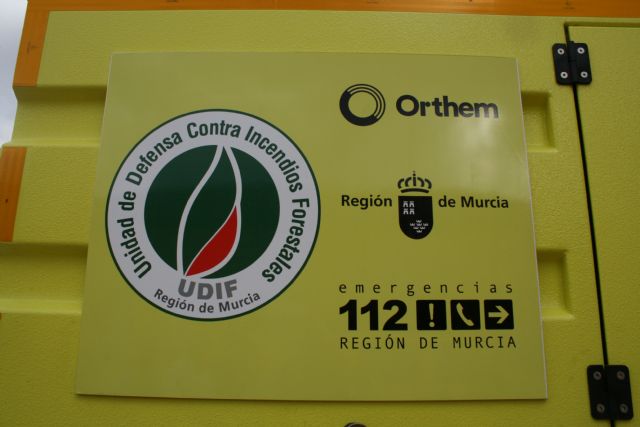 Unidad de Defensa Contra Incendios Forestales
UDIF
Región de Murcia
Orthem
Región de Murcia
emergencias
112
REGIÓN DE MURCIA